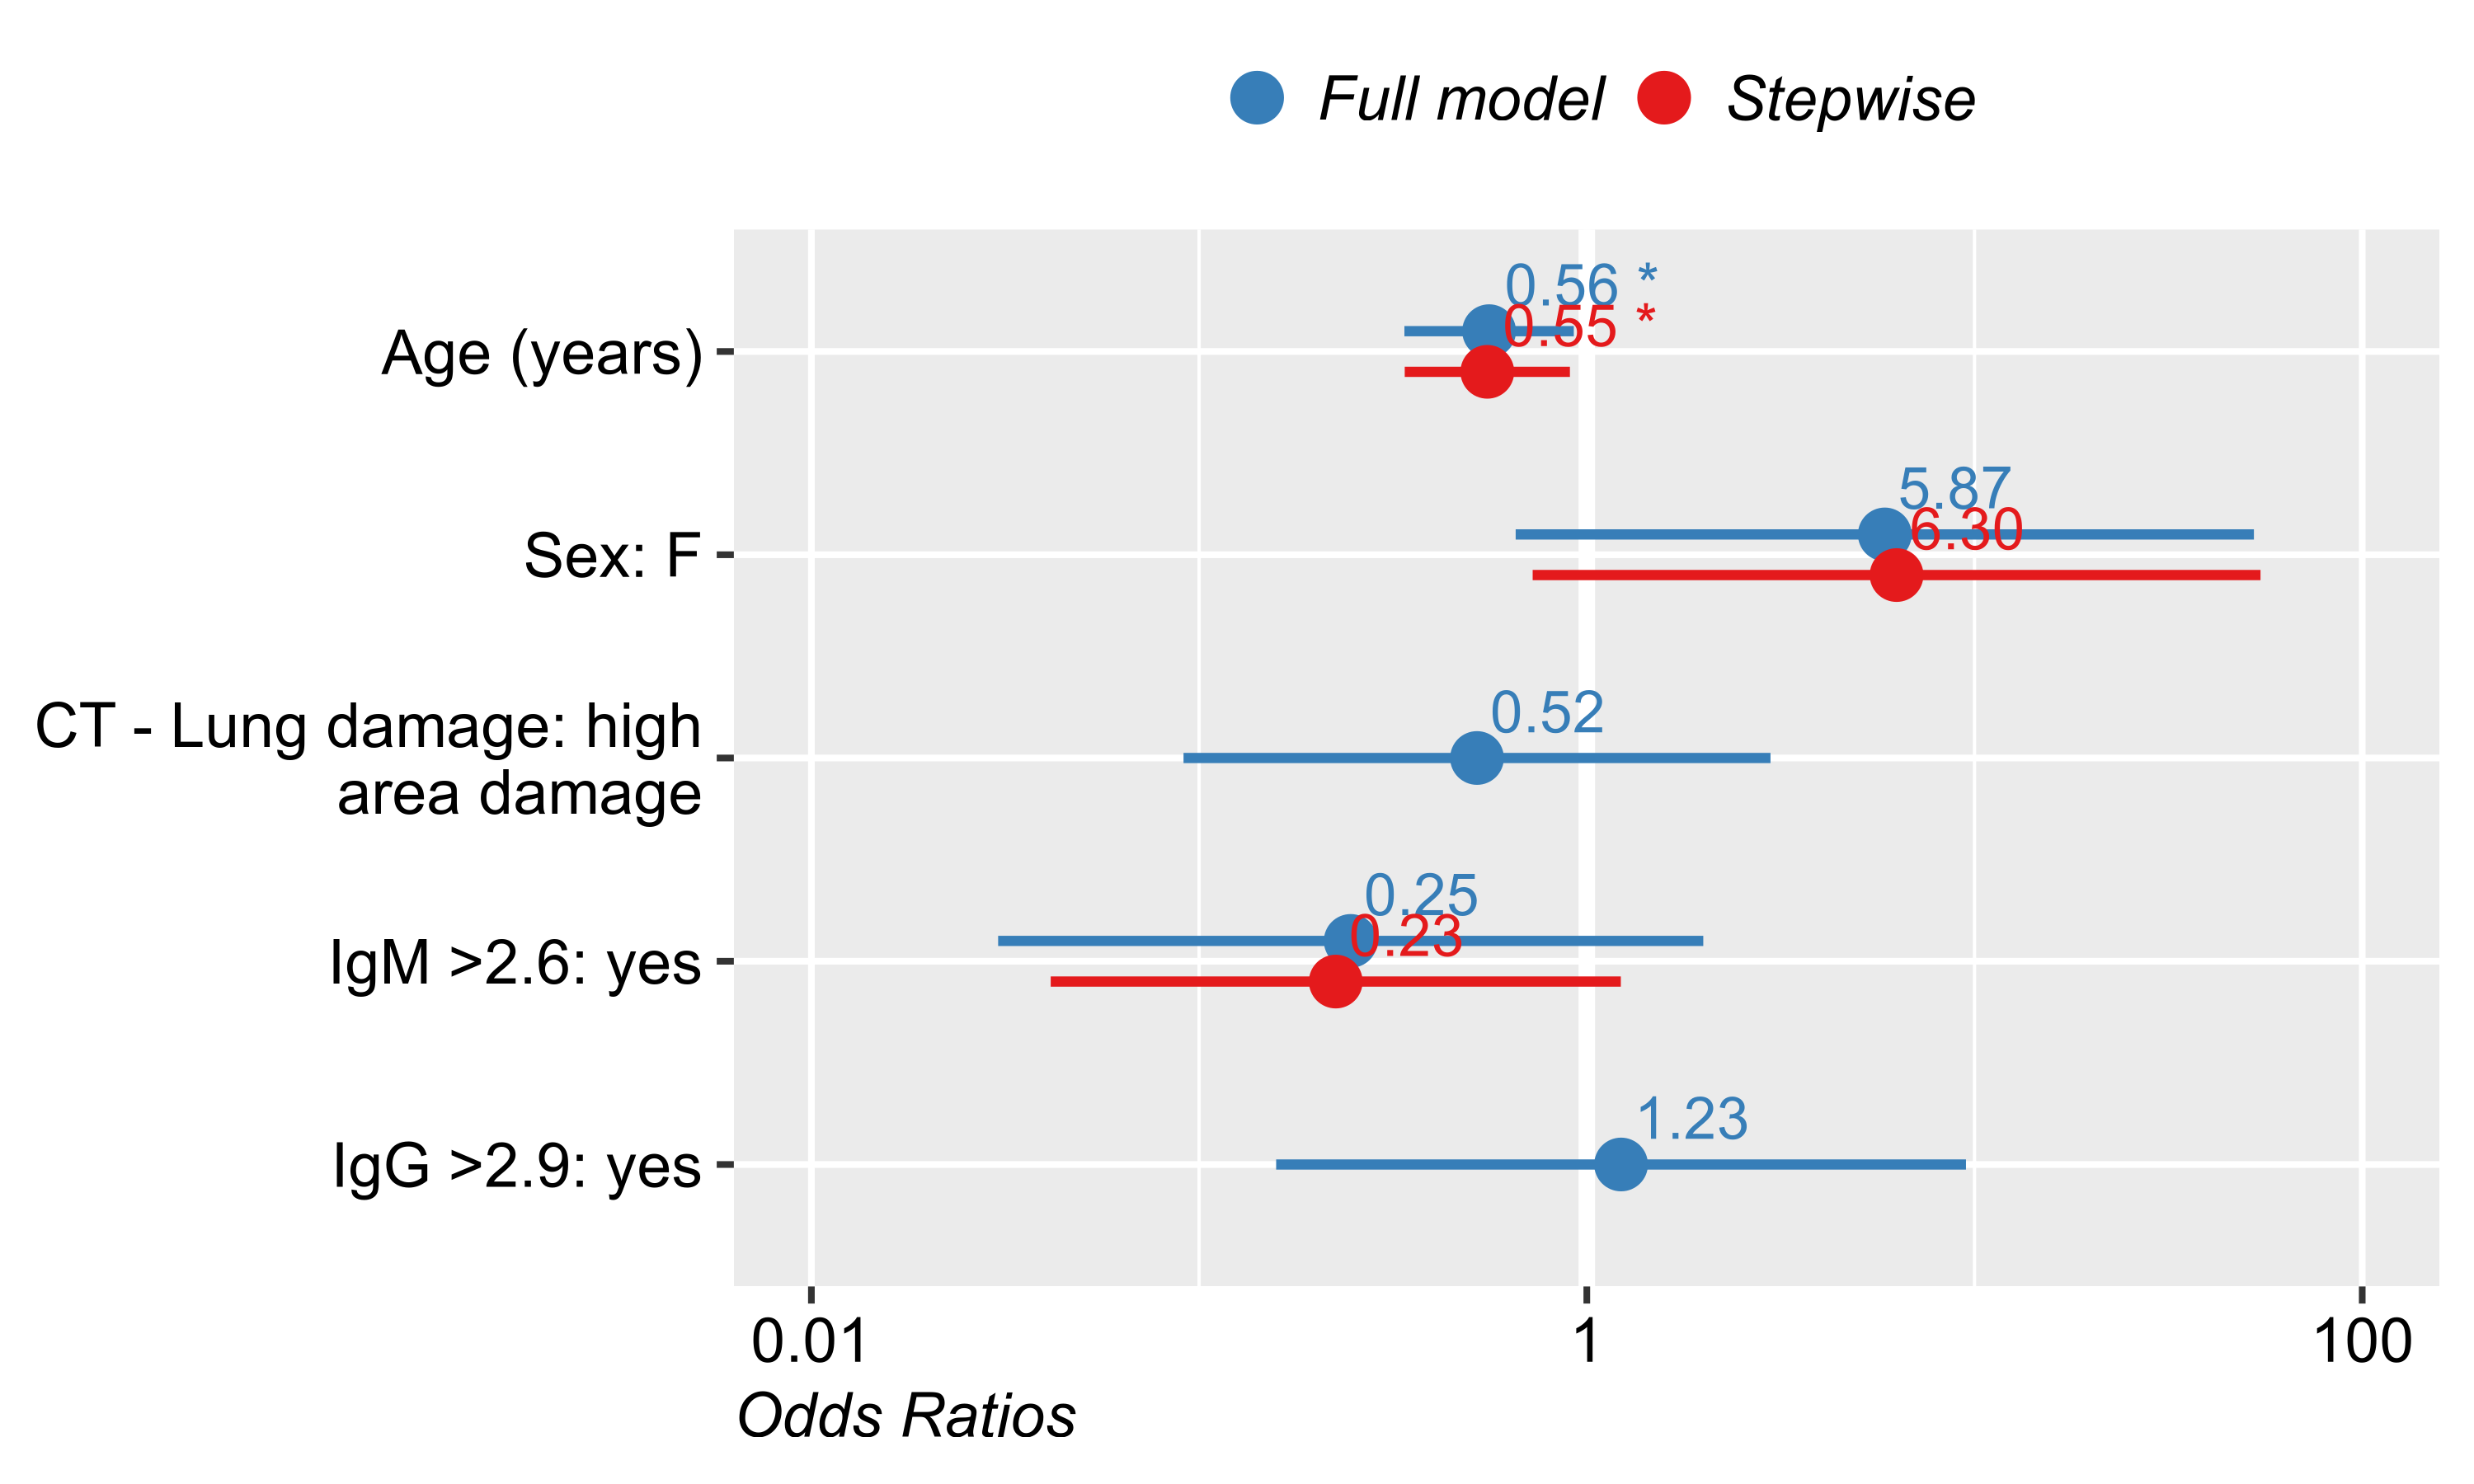 Full model Stepwise
0.56 *
0.55 *
Age (years)
5.87
6.30
Sex: F
0.52
CT - Lung damage: high
area damage
0.25
0.23
IgM >2.6: yes
1.23
IgG >2.9: yes
0.01 1 100
Odds Ratios